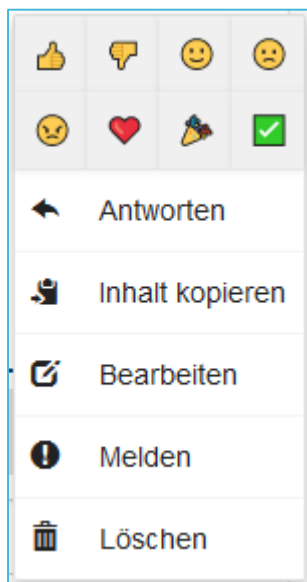 Antworten
Inhalt kopieren
Bearbeiten
Melden
Löschen